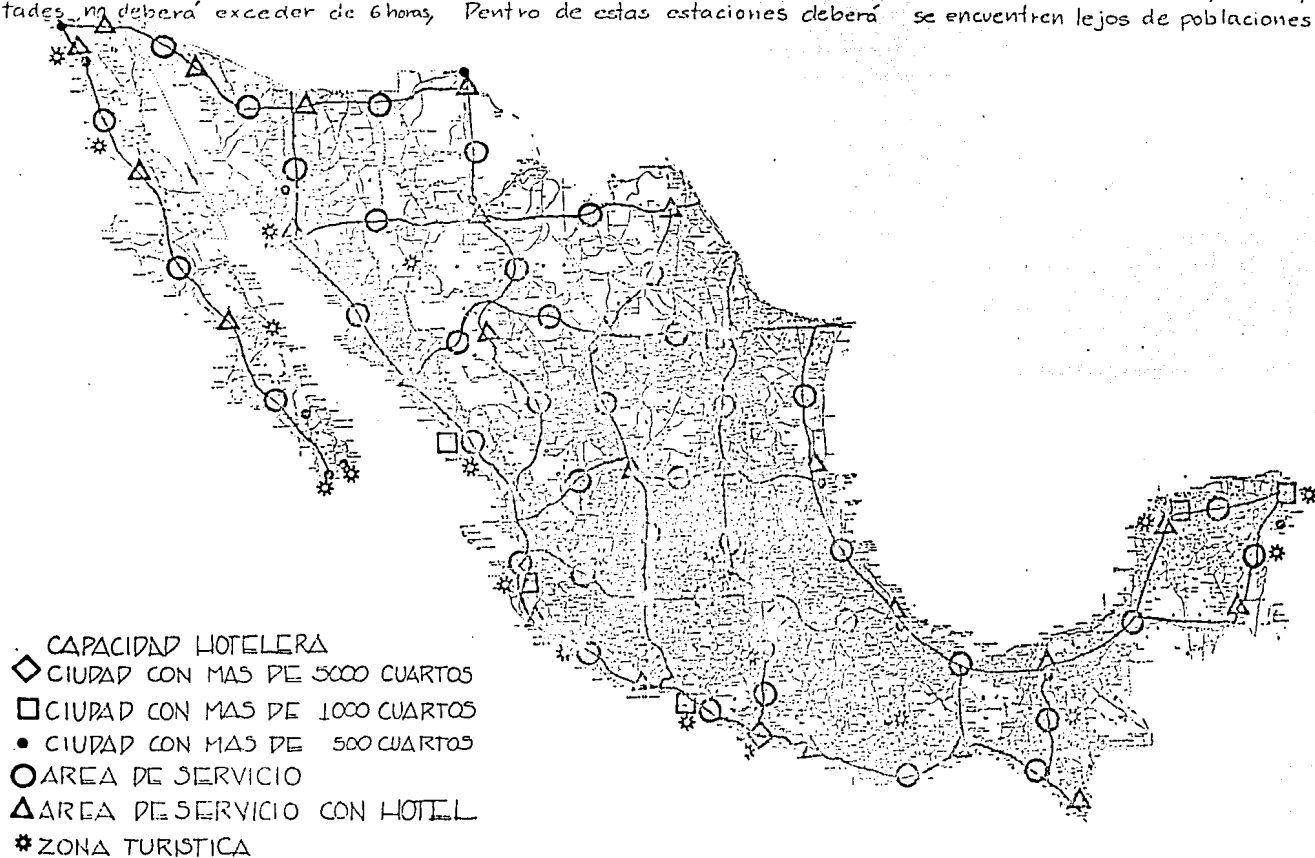 tades no deberá exceder de 6 horas, Dentro de estas estaciones deberá
se encuentren lejos de poblaciones
CAPACIDAD HOTELERA
CIUDAD CON MAS DE 5000 CUARTOS
CIUDAD CON MAS DE 1000 CUARTOS
CIUDAD CON MAS DE 500 CUARTOS
AREA DE SERVICIO
AREA DE SERVICIO CON HOTEL
ZONA TURISTICA